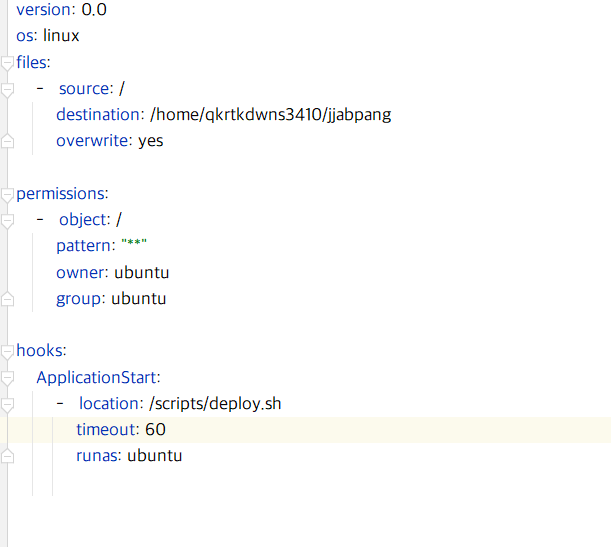 version: 0.0
os: linux
files:
- source: /
destination: /home/qkrtkdwns3410/jjabpang
overwrite: yes
permissions:
- object: /
pattern: "**"
owner: ubuntu
group: ubuntu
hooks:
ApplicationStart:
- location: /scripts/deploy.sh
timeout: 60
runas: ubuntu